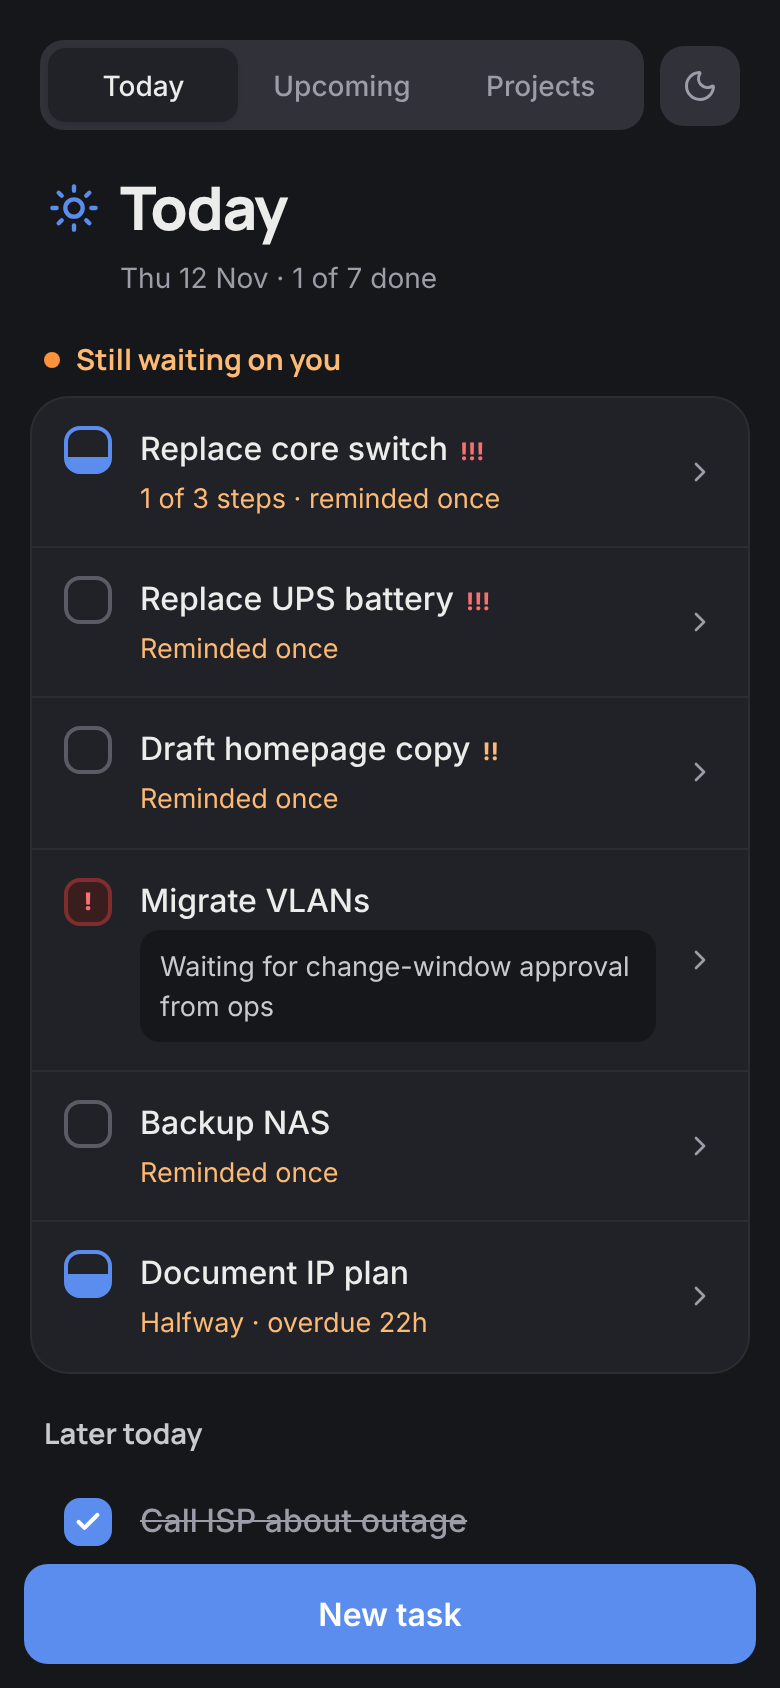 Today
Upcoming
Projects
Today
Thu 12 Nov · 1 of 7 done
Still waiting on you
Replace core switch !!!
1 of 3 steps · reminded once
Replace UPS battery !!!
Reminded once
Draft homepage copy !!
Reminded once
!
Migrate VLANs
Waiting for change-window approval
from ops
Backup NAS
Reminded once
Document IP plan
Halfway · overdue 22h
Later today
Call ISP about outage
New task